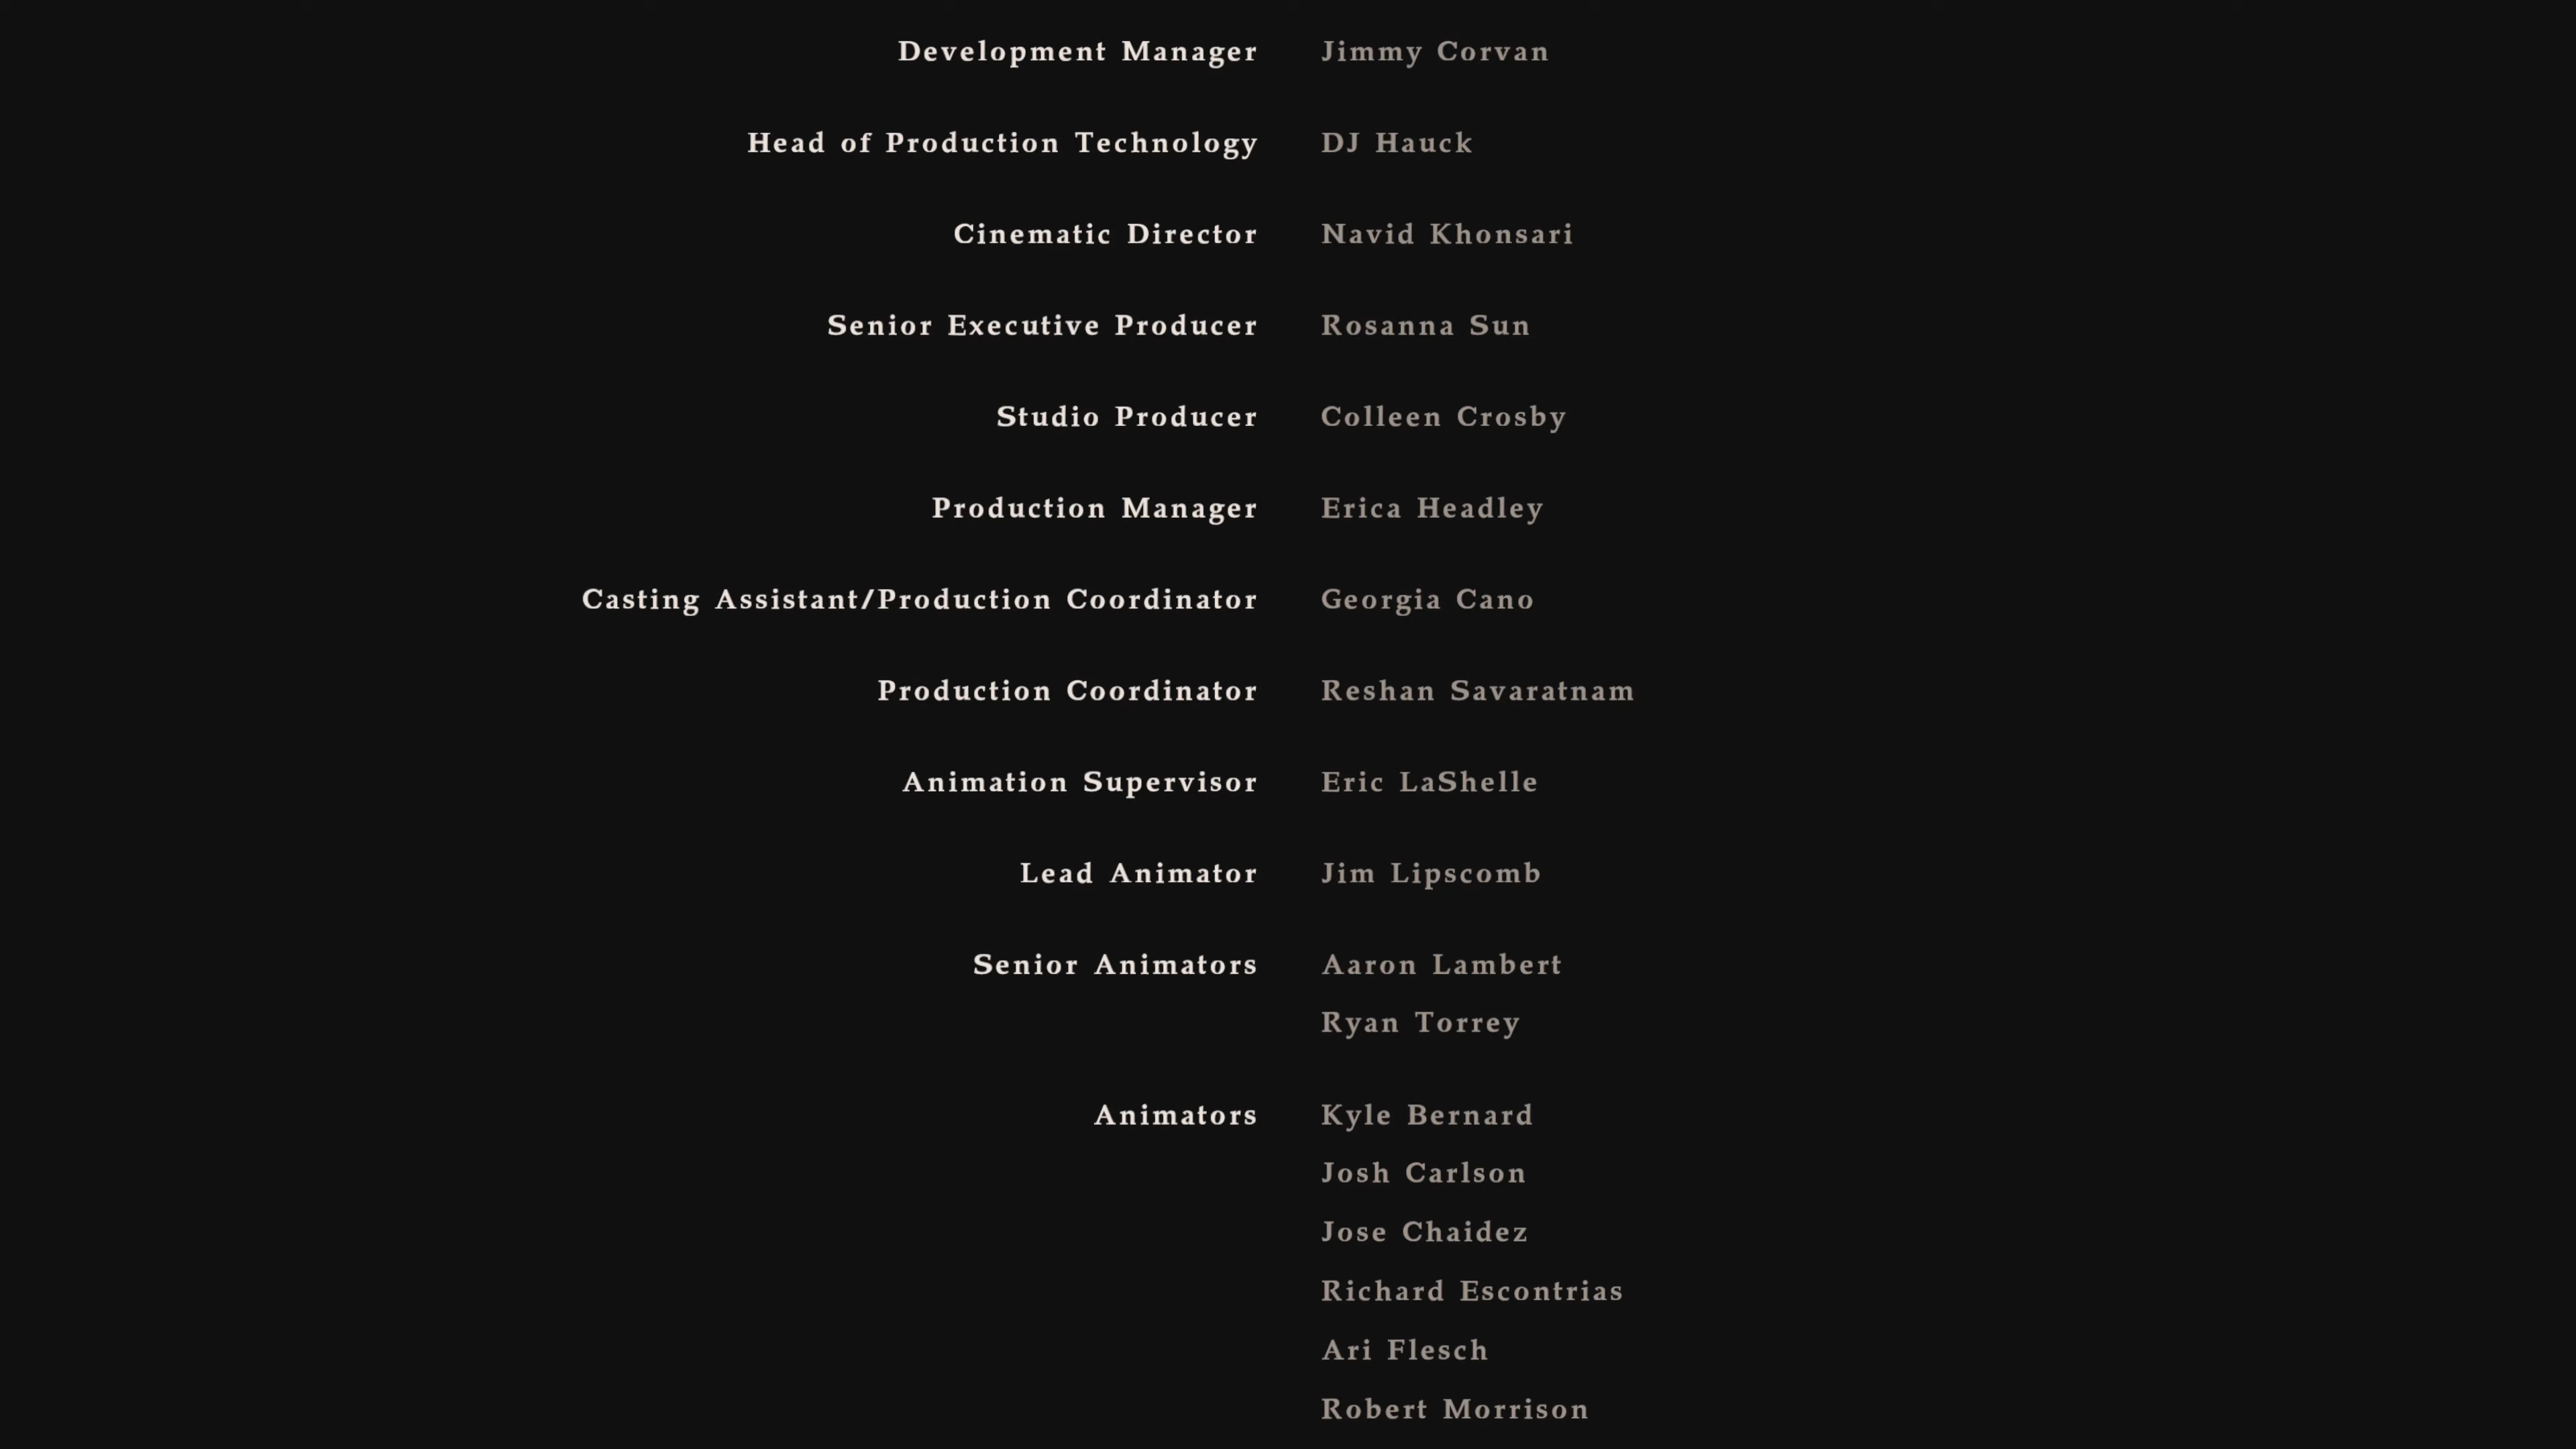 Development Manager Jimmy Corvan
Head of Production Technology DJ Hauck
Cinematic Director Navid Khonsari
Senior Executive Producer Rosanna Sun
Studio Producer Colleen Crosby
Production Manager Erica Headley
Casting Assistant/Production Coordinator Georgia Cano
Production Coordinator Reshan Savaratnam
Animation Supervisor Eric LaShelle
Lead Animator Jim Lipscomb
Senior Animators Aaron Lambert
Ryan Torrey
Animators Kyle Bernard
Josh Carlson
Jose Chaidez
Richard Escontrias
Ari Flesch
Robert Morrison